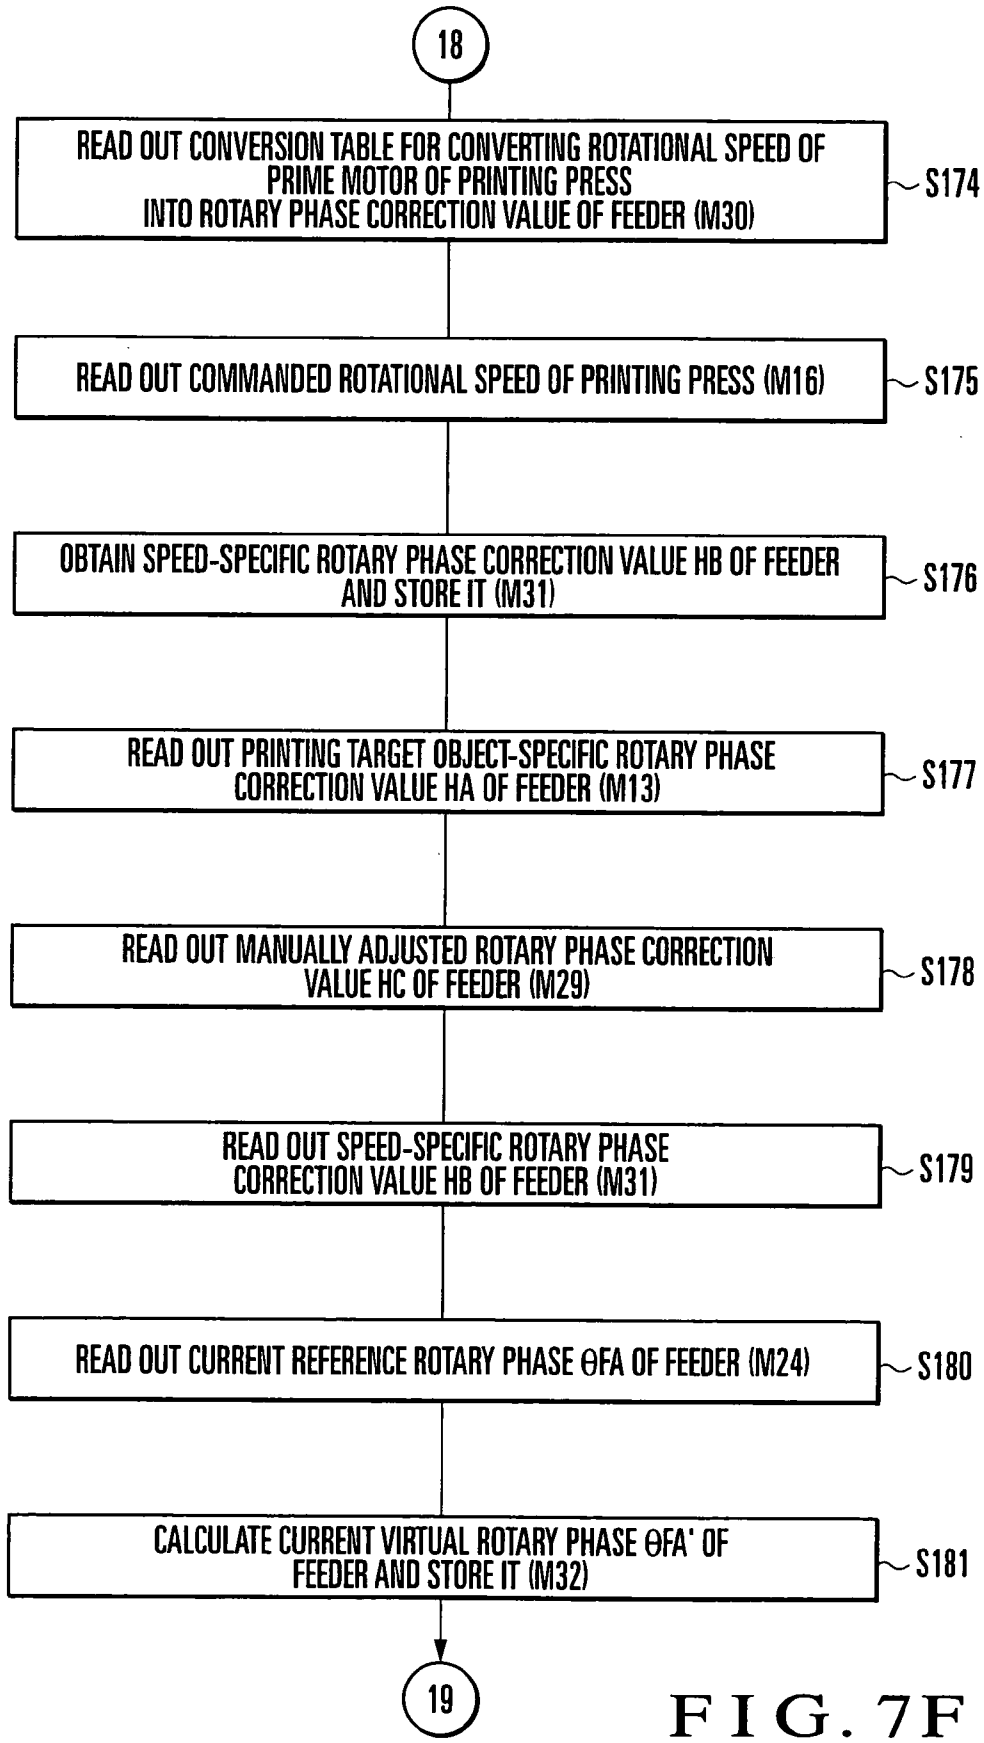 18
READ OUT CONVERSION TABLE FOR CONVERTING ROTATIONAL SPEED OF
PRIME MOTOR OF PRINTING PRESS
INTO ROTARY PHASE CORRECTION VALUE OF FEEDER (M30)
S174
READ OUT COMMANDED ROTATIONAL SPEED OF PRINTING PRESS (M16)
S175
OBTAIN SPEED-SPECIFIC ROTARY PHASE CORRECTION VALUE HB OF FEEDER
AND STORE IT (M31)
S176
READ OUT PRINTING TARGET OBJECT-SPECIFIC ROTARY PHASE
CORRECTION VALUE HA OF FEEDER (M13)
S177
READ OUT MANUALLY ADJUSTED ROTARY PHASE CORRECTION
VALUE HC OF FEEDER (M29)
S178
READ OUT SPEED-SPECIFIC ROTARY PHASE
CORRECTION VALUE HB OF FEEDER (M31)
S179
READ OUT CURRENT REFERENCE ROTARY PHASE θFA OF FEEDER (M24)
S180
CALCULATE CURRENT VIRTUAL ROTARY PHASE θFA' OF
FEEDER AND STORE IT (M32)
S181
19
FIG. 7F